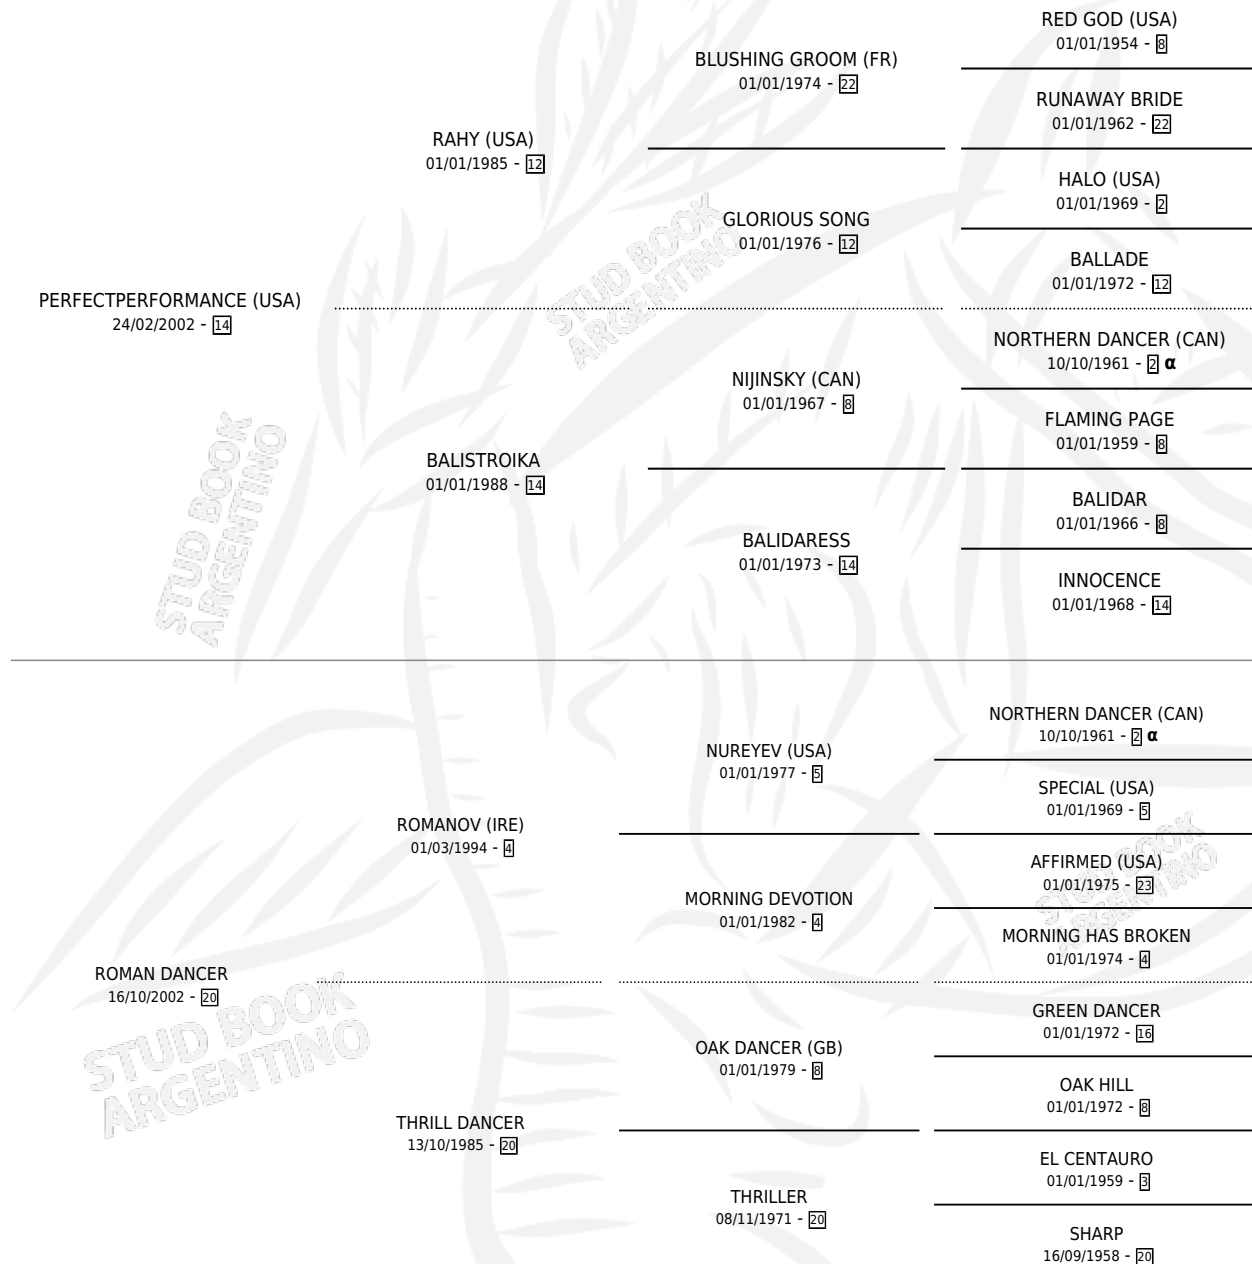 RED GOD (USA)
01/01/1954 - 8
BLUSHING GROOM (FR)
01/01/1974 - 22
RUNAWAY BRIDE
01/01/1962 - 22
RAHY (USA)
01/01/1985 - 12
HALO (USA)
01/01/1969 - 2
GLORIOUS SONG
01/01/1976 - 12
BALLADE
01/01/1972 - 12
PERFECTPERFORMANCE (USA)
24/02/2002 - 14
NORTHERN DANCER (CAN)
10/10/1961 - 2 α
NIJINSKY (CAN)
01/01/1967 - 8
FLAMING PAGE
01/01/1959 - 8
BALISTROIKA
01/01/1988 - 14
BALIDAR
01/01/1966 - 8
BALIDARESS
01/01/1973 - 14
INNOCENCE
01/01/1968 - 14
STUD BOOK
ARGENTINO
STUD BOOK
ARGENTINO
NORTHERN DANCER (CAN)
10/10/1961 - 2 α
NUREYEV (USA)
01/01/1977 - 5
SPECIAL (USA)
01/01/1969 - 5
ROMANOV (IRE)
01/03/1994 - 4
AFFIRMED (USA)
01/01/1975 - 23
MORNING DEVOTION
01/01/1982 - 4
MORNING HAS BROKEN
01/01/1974 - 4
ROMAN DANCER
16/10/2002 - 20
GREEN DANCER
01/01/1972 - 16
OAK DANCER (GB)
01/01/1979 - 8
OAK HILL
01/01/1972 - 8
THRILL DANCER
13/10/1985 - 20
EL CENTAURO
01/01/1959 - 3
THRILLER
08/11/1971 - 20
SHARP
16/09/1958 - 20
STUD BOOK
ARGENTINO
STUD BOOK
ARGENTINO